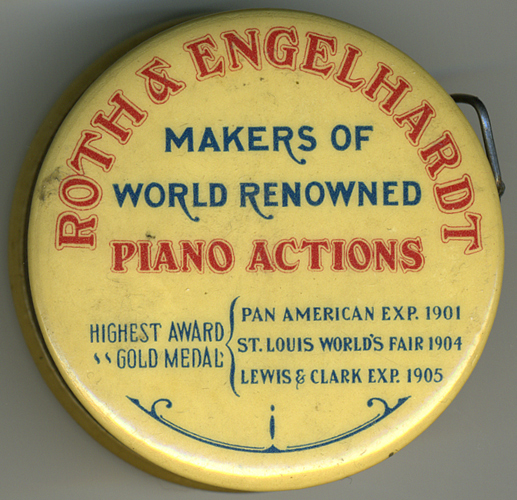 ROTH & ENGELHARDT
MAKERS OF
WORLD RENOWNED
PIANO ACTIONS
HIGHEST AWARD
" GOLD MEDAL
PAN AMERICAN EXP. 1901
ST. LOUIS WORLD'S FAIR 1904
LEWIS & CLARK EXP. 1905